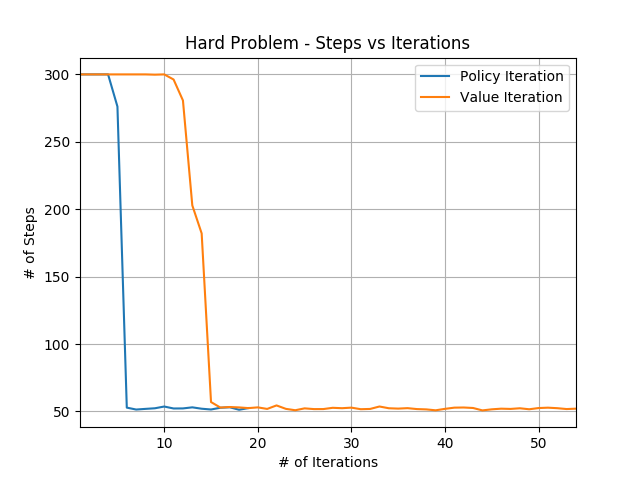 Hard Problem - Steps vs Iterations
Policy Iteration
Value Iteration
# of Steps
300
250
200
150
100
50
10
20
30
40
50
# of Iterations